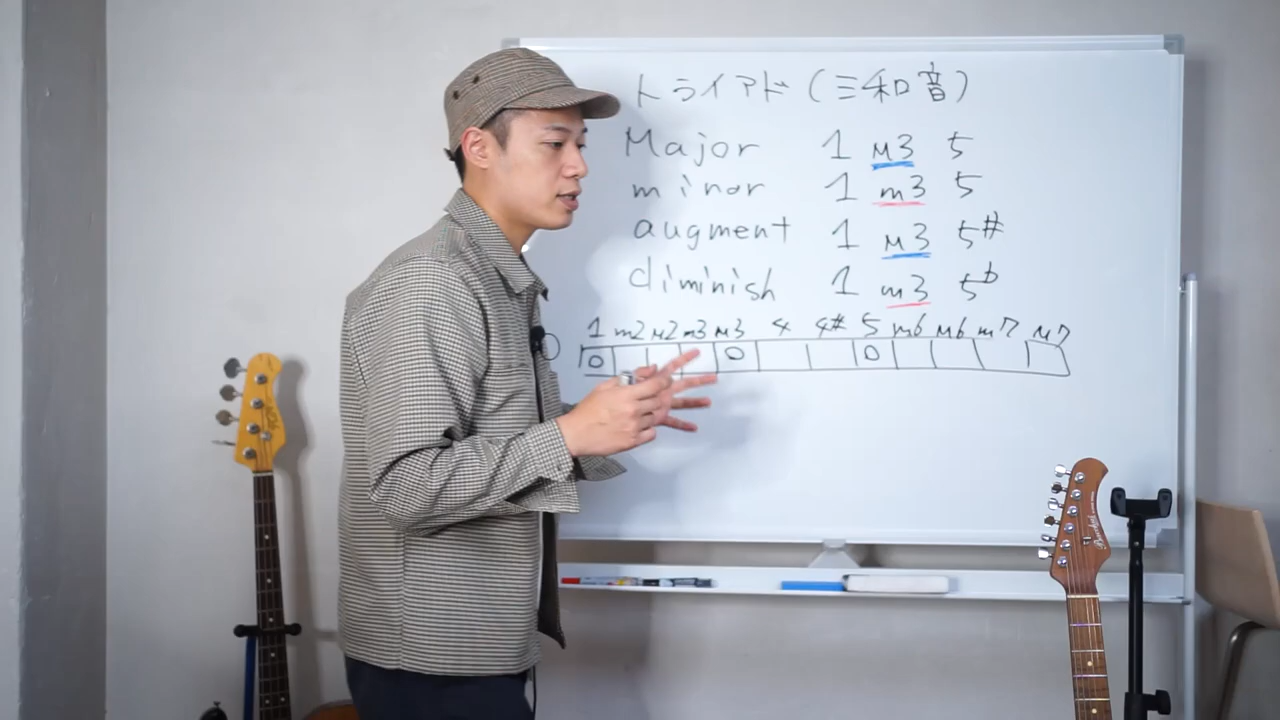 トライアド(三和音)
Major 1 M3 5
minor 1 m3 5
augment 1 M3 5#
diminish 1 m3 5b
1 m2 M2 m3 M3 4 4# 5 m6 M6 m7 M7
O O O